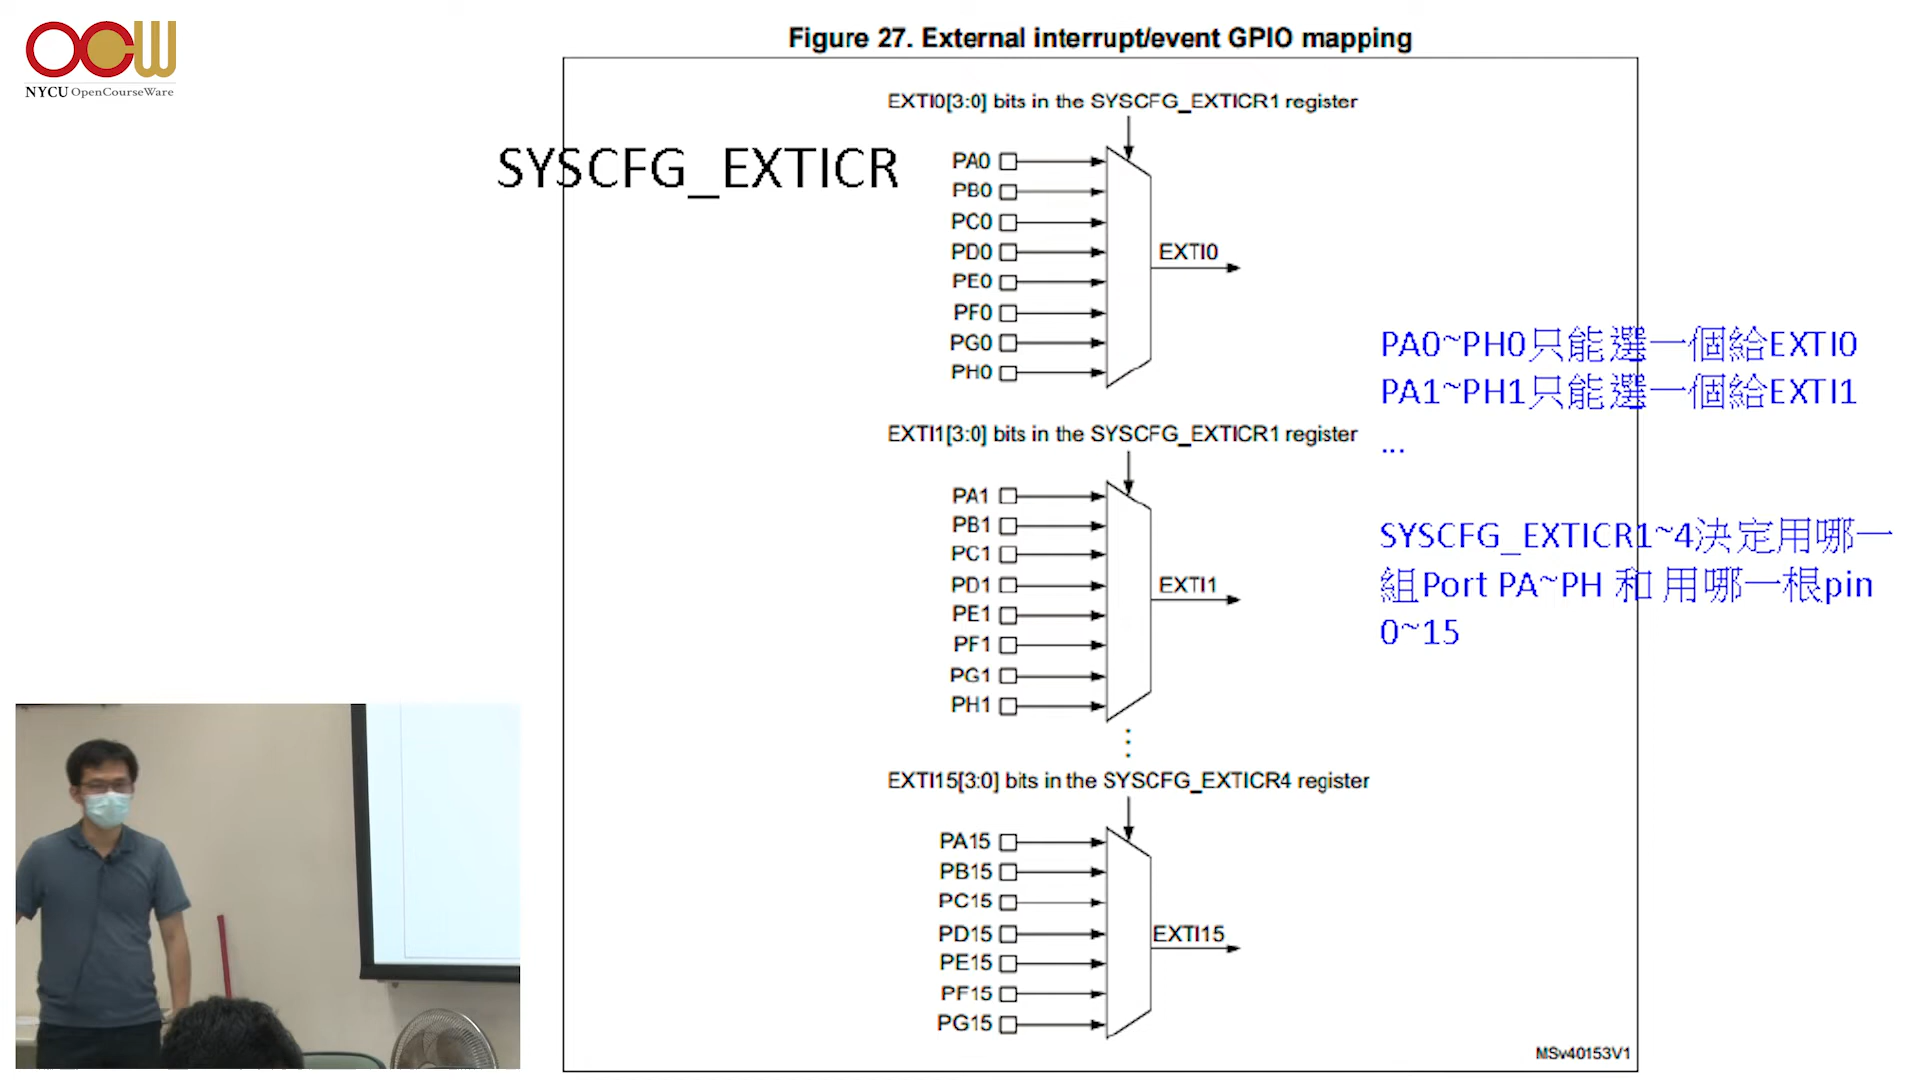 OCW
NYCU OpenCourseWare
Figure 27. External interrupt/event GPIO mapping
SYSCFG_EXTICR
EXTI0[3:0] bits in the SYSCFG_EXTICR1 register
PA0
PB0
PC0
PD0
PE0
PF0
PG0
PH0
EXTI0
EXTI1[3:0] bits in the SYSCFG_EXTICR1 register
PA1
PB1
PC1
PD1
PE1
PF1
PG1
PH1
EXTI1
EXTI15[3:0] bits in the SYSCFG_EXTICR4 register
PA15
PB15
PC15
PD15
PE15
PF15
PG15
EXTI15
MSv40153V1
PA0~PH0只能選一個給EXTI0
PA1~PH1只能選一個給EXTI1
...
SYSCFG_EXTICR1~4決定用哪一
組Port PA~PH 和 用哪一根pin
0~15